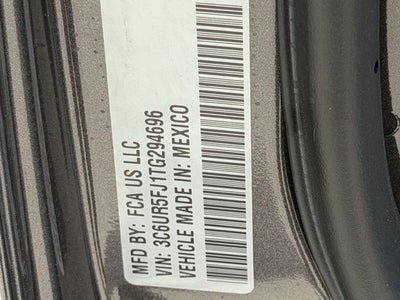 MFD BY: FCA US LLC
VIN: 3C6UR5FJ1TG294696
VEHICLE MADE IN: MEXICO